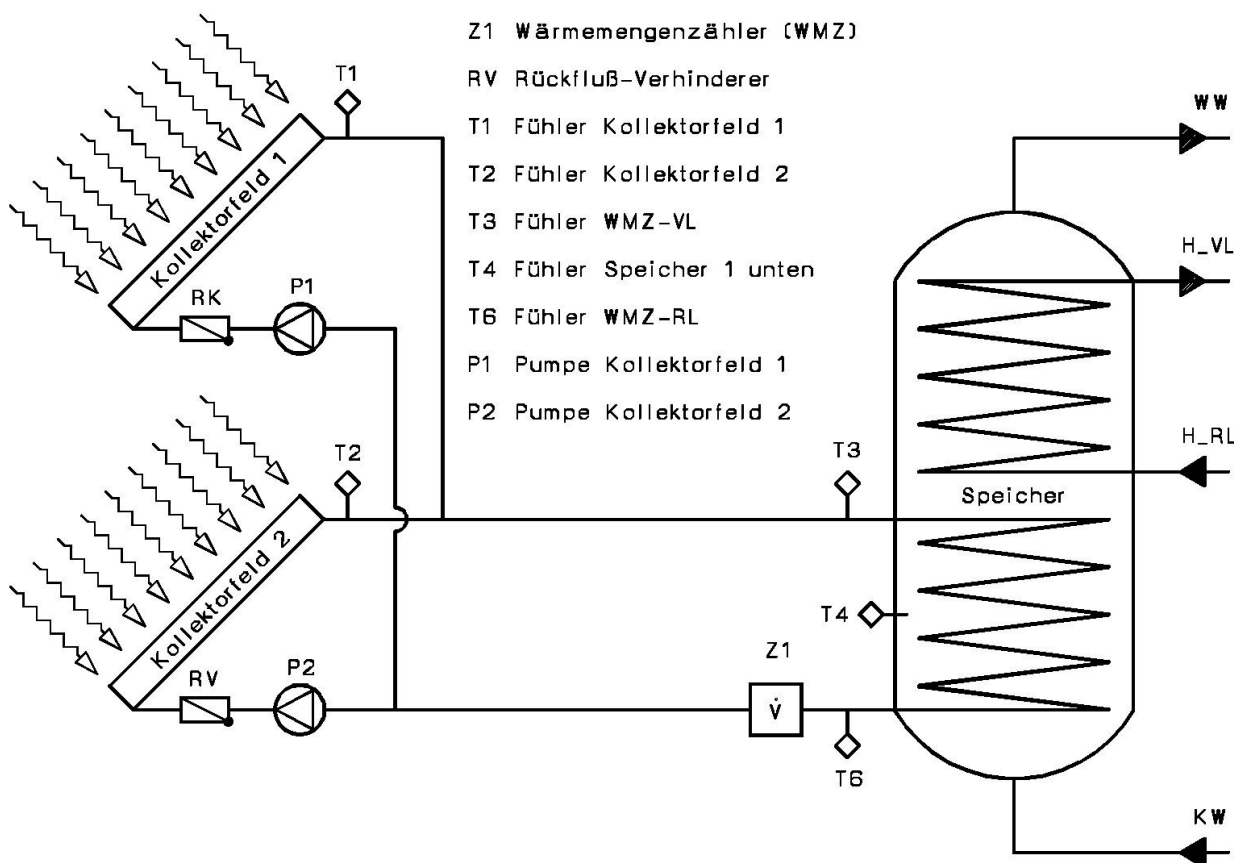 Z1 Wärmemengenzähler (WMZ)
RV Rückfluß-Verhinderer
T1 Fühler Kollektorfeld 1
T2 Fühler Kollektorfeld 2
T3 Fühler WMZ-VL
T4 Fühler Speicher 1 unten
T6 Fühler WMZ-RL
P1 Pumpe Kollektorfeld 1
P2 Pumpe Kollektorfeld 2
T1
Kollektorfeld 1
RK
P1
T2
Kollektorfeld 2
RV
P2
T3
T4
Z1
V̇
T6
WW
H_VL
H_RL
Speicher
KW